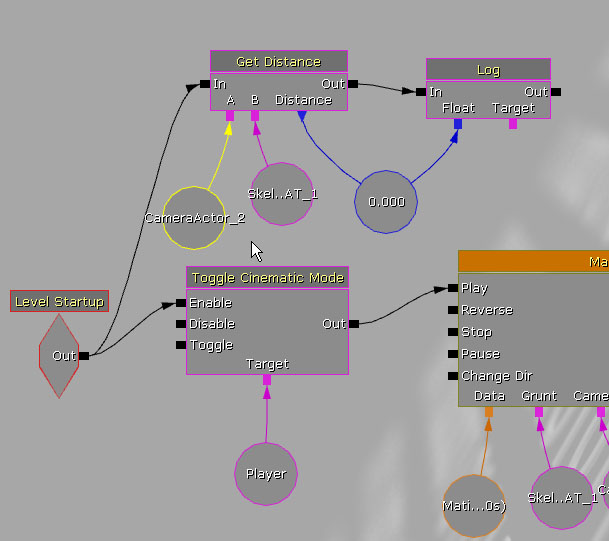 Get Distance
In Out
A B Distance
Log
In Out
Float Target
CameraActor_2
Skel..AT_1
0.000
Level Startup
Out
Toggle Cinematic Mode
Enable
Disable
Toggle
Out
Target
Player
Ma
Play
Reverse
Stop
Pause
Change Dir
Data Grunt Came
Mati...0s)
Skel..AT_1
Ca